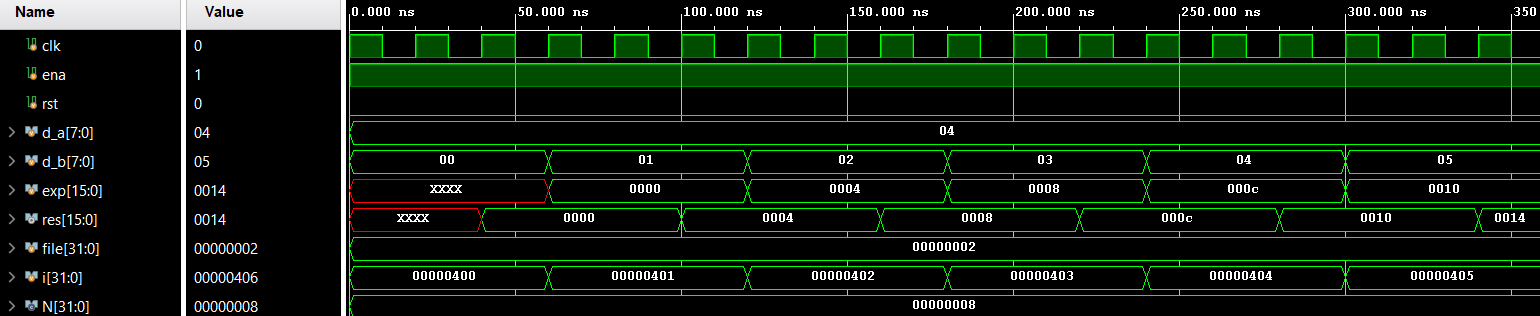 Name Value 0.000 ns 50.000 ns 100.000 ns 150.000 ns 200.000 ns 250.000 ns 300.000 ns 350
clk 0
ena 1
rst 0
d_a[7:0] 04 04
d_b[7:0] 05 00 01 02 03 04 05
exp[15:0] 0014 XXXX 0000 0004 0008 000c 0010
res[15:0] 0014 XXXX 0000 0004 0008 000c 0010 0014
file[31:0] 00000002 00000002
i[31:0] 00000406 00000400 00000401 00000402 00000403 00000404 00000405
N[31:0] 00000008 00000008